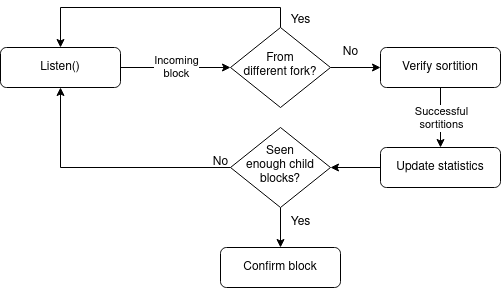 Yes
Listen()
Incoming
block
From
different fork?
No
Verify sortition
Successful
sortitions
No
Seen
enough child
blocks?
Update statistics
Yes
Confirm block